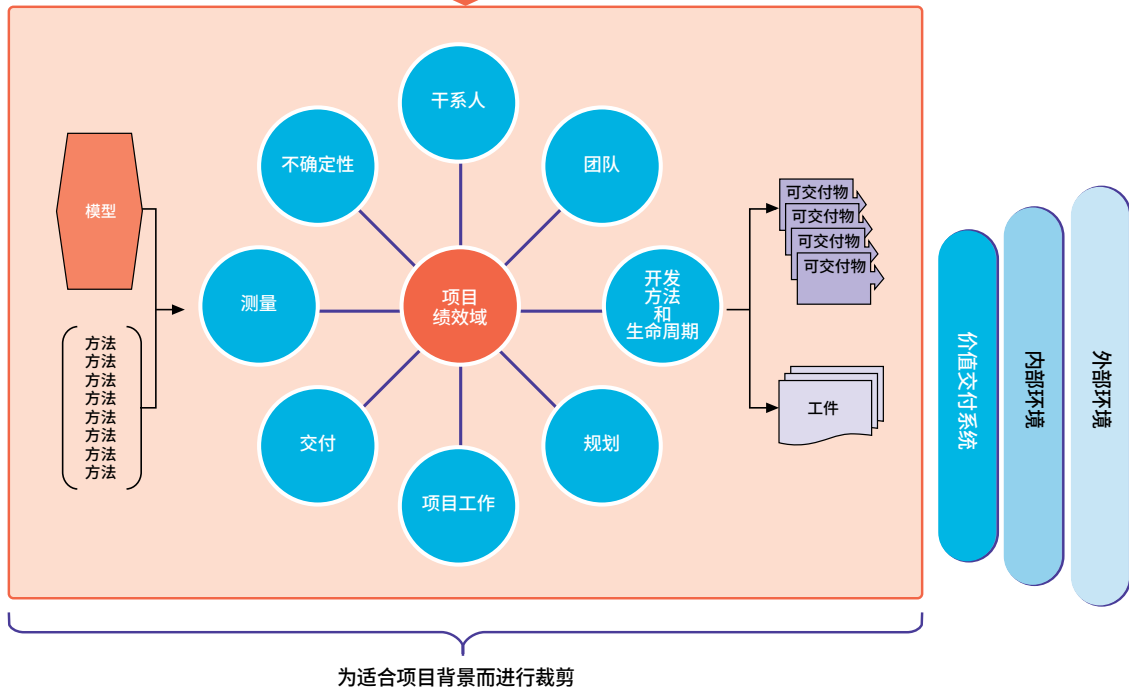 干系人
不确定性
团队
模型
可交付物
可交付物
可交付物
可交付物
测量
项目
绩效域
开发
方法
和
生命周期
方法
方法
方法
方法
方法
方法
方法
方法
工件
交付
规划
项目工作
价值交付系统
内部环境
外部环境
为适合项目背景而进行裁剪